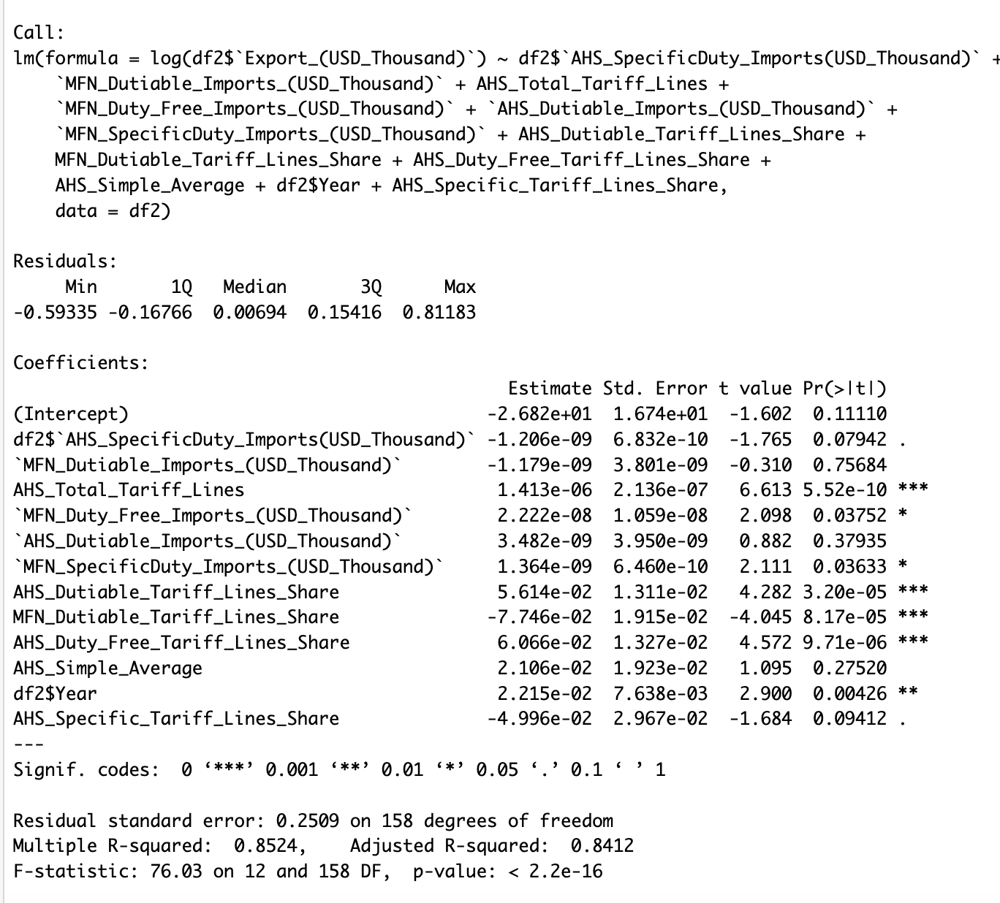 Call:
lm(formula = log(df2$`Export_(USD_Thousand)`) ~ df2$`AHS_SpecificDuty_Imports(USD_Thousand)` +
    `MFN_Dutiable_Imports_(USD_Thousand)` + AHS_Total_Tariff_Lines +
    `MFN_Duty_Free_Imports_(USD_Thousand)` + `AHS_Dutiable_Imports_(USD_Thousand)` +
    `MFN_SpecificDuty_Imports_(USD_Thousand)` + AHS_Dutiable_Tariff_Lines_Share +
    MFN_Dutiable_Tariff_Lines_Share + AHS_Duty_Free_Tariff_Lines_Share +
    AHS_Simple_Average + df2$Year + AHS_Specific_Tariff_Lines_Share,
    data = df2)
Residuals:
     Min       1Q   Median       3Q      Max
-0.59335 -0.16766  0.00694  0.15416  0.81183
Coefficients:
                                               Estimate Std. Error t value Pr(>|t|)
(Intercept)                                  -2.682e+01  1.674e+01  -1.602  0.11110
df2$`AHS_SpecificDuty_Imports(USD_Thousand)` -1.206e-09  6.832e-10  -1.765  0.07942 .
`MFN_Dutiable_Imports_(USD_Thousand)`        -1.179e-09  3.801e-09  -0.310  0.75684
AHS_Total_Tariff_Lines                        1.413e-06  2.136e-07   6.613 5.52e-10 ***
`MFN_Duty_Free_Imports_(USD_Thousand)`        2.222e-08  1.059e-08   2.098  0.03752 *
`AHS_Dutiable_Imports_(USD_Thousand)`         3.482e-09  3.950e-09   0.882  0.37935
`MFN_SpecificDuty_Imports_(USD_Thousand)`     1.364e-09  6.460e-10   2.111  0.03633 *
AHS_Dutiable_Tariff_Lines_Share               5.614e-02  1.311e-02   4.282 3.20e-05 ***
MFN_Dutiable_Tariff_Lines_Share              -7.746e-02  1.915e-02  -4.045 8.17e-05 ***
AHS_Duty_Free_Tariff_Lines_Share              6.066e-02  1.327e-02   4.572 9.71e-06 ***
AHS_Simple_Average                            2.106e-02  1.923e-02   1.095  0.27520
df2$Year                                      2.215e-02  7.638e-03   2.900  0.00426 **
AHS_Specific_Tariff_Lines_Share              -4.996e-02  2.967e-02  -1.684  0.09412 .
---
Signif. codes:  0 ‘***’ 0.001 ‘**’ 0.01 ‘*’ 0.05 ‘.’ 0.1 ‘ ’ 1
Residual standard error: 0.2509 on 158 degrees of freedom
Multiple R-squared:  0.8524,    Adjusted R-squared:  0.8412
F-statistic: 76.03 on 12 and 158 DF,  p-value: < 2.2e-16